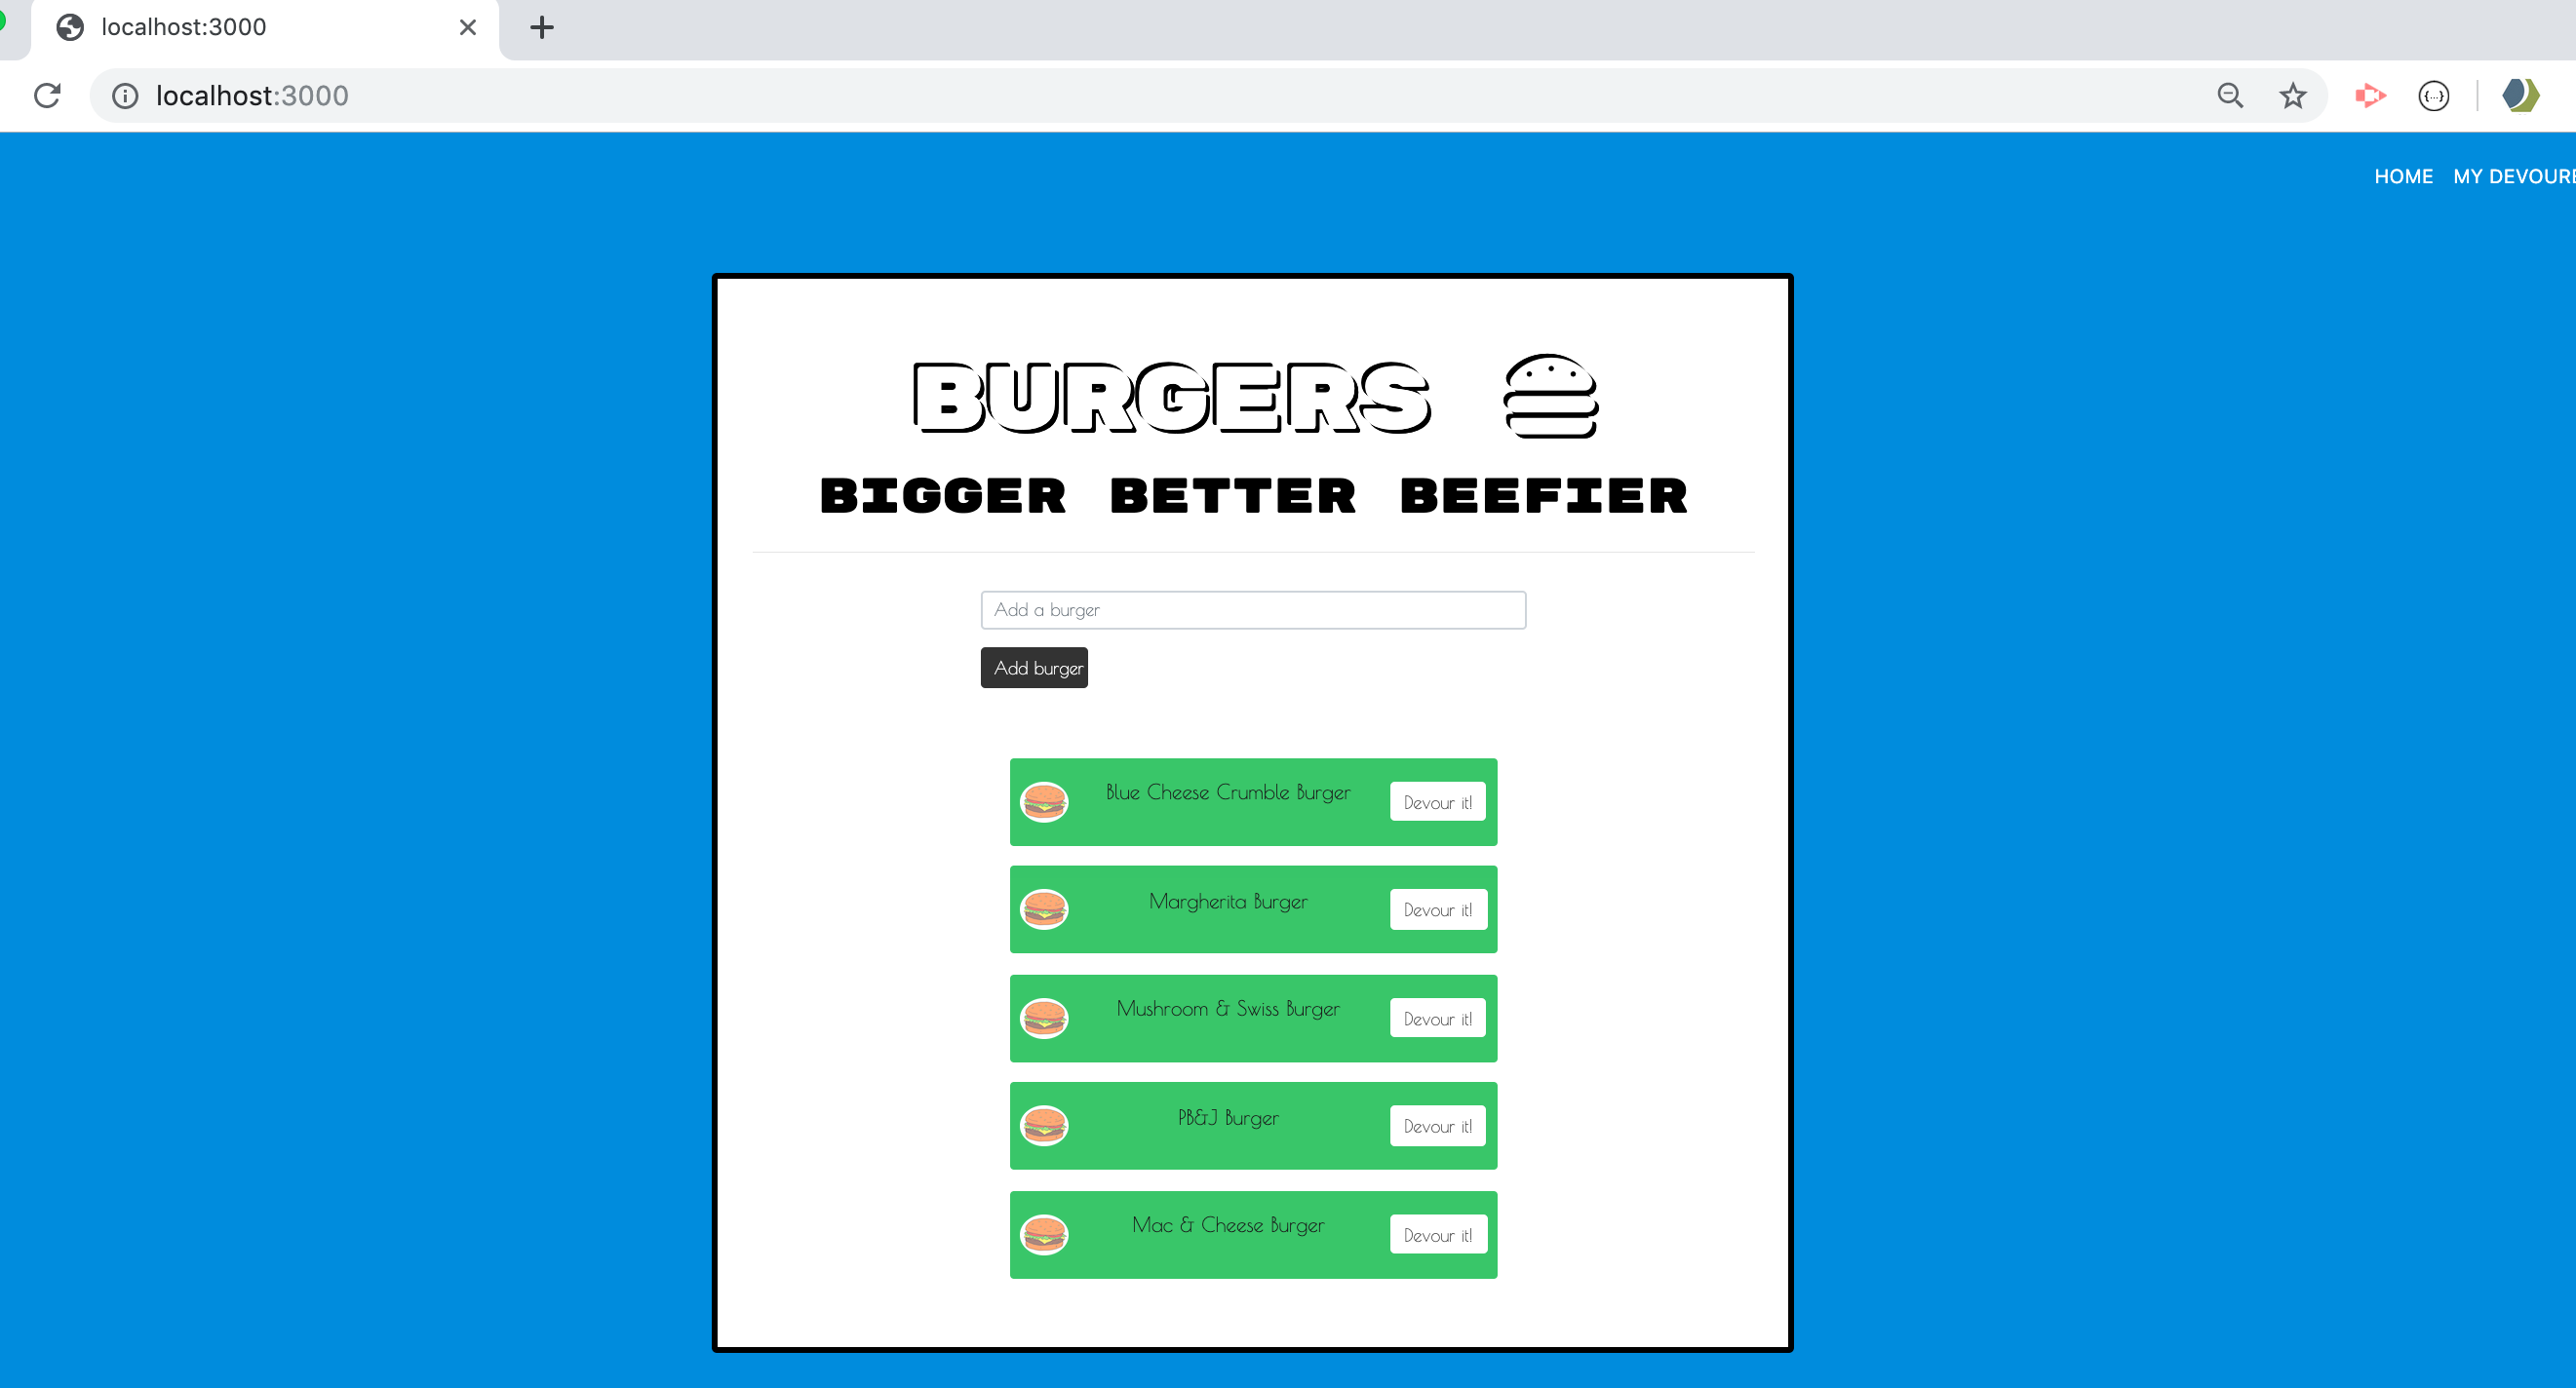 localhost:3000
localhost:3000
HOME MY DEVOURE
BURGERS
BIGGER BETTER BEEFIER
Add a burger
Add burger
Blue Cheese Crumble Burger Devour it!
Margherita Burger Devour it!
Mushroom & Swiss Burger Devour it!
PB&J Burger Devour it!
Mac & Cheese Burger Devour it!